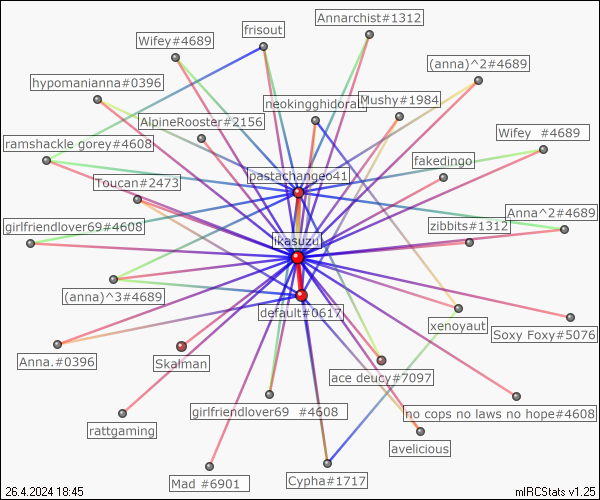 Annarchist#1312
frisout
Wifey#4689
(anna)^2#4689
hypomanianna#0396
neokingghidorah
Mushy#1984
AlpineRooster#2156
Wifey  #4689
ramshackle gorey#4608
fakedingo
pastachangeo41
Toucan#2473
Anna^2#4689
girlfriendlover69#4608
zibbits#1312
ikasuzu
(anna)^3#4689
default#0617
xenoyaut
Soxy Foxy#5076
Anna.#0396
Skalman
ace deucy#7097
girlfriendlover69  #4608
no cops no laws no hope#4608
rattgaming
avelicious
Mad #6901
Cypha#1717
26.4.2024 18:45
mIRCStats v1.25